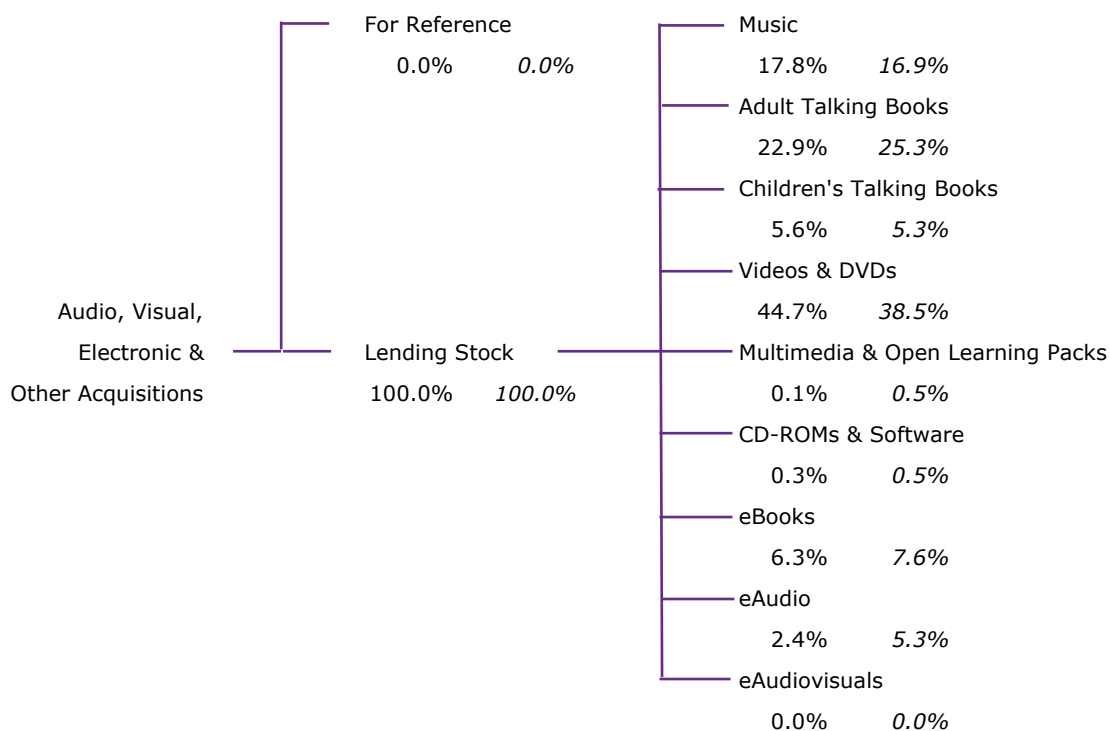 For Reference
0.0% 0.0%
Audio, Visual,
Electronic &
Other Acquisitions
Lending Stock
100.0% 100.0%
Music
17.8% 16.9%
Adult Talking Books
22.9% 25.3%
Children's Talking Books
5.6% 5.3%
Videos & DVDs
44.7% 38.5%
Multimedia & Open Learning Packs
0.1% 0.5%
CD-ROMs & Software
0.3% 0.5%
eBooks
6.3% 7.6%
eAudio
2.4% 5.3%
eAudiovisuals
0.0% 0.0%